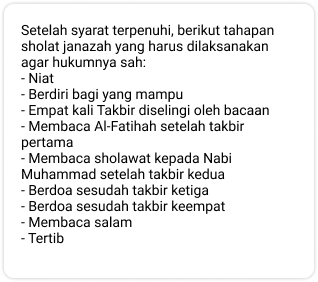 Setelah syarat terpenuhi, berikut tahapan
sholat janazah yang harus dilaksanakan
agar hukumnya sah:
- Niat
- Berdiri bagi yang mampu
- Empat kali Takbir diselingi oleh bacaan
- Membaca Al-Fatihah setelah takbir
pertama
- Membaca sholawat kepada Nabi
Muhammad setelah takbir kedua
- Berdoa sesudah takbir ketiga
- Berdoa sesudah takbir keempat
- Membaca salam
- Tertib